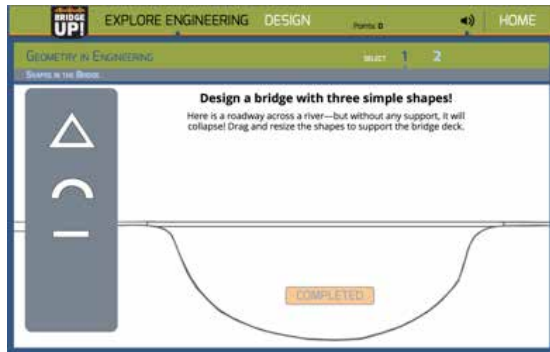 BRIDGE
UP!
EXPLORE ENGINEERING DESIGN Points: 0 HOME
GEOMETRY IN ENGINEERING SELECT 1 2
SHAPES IN THE BRIDGE
Design a bridge with three simple shapes!
Here is a roadway across a river—but without any support, it will
collapse! Drag and resize the shapes to support the bridge deck.
COMPLETED